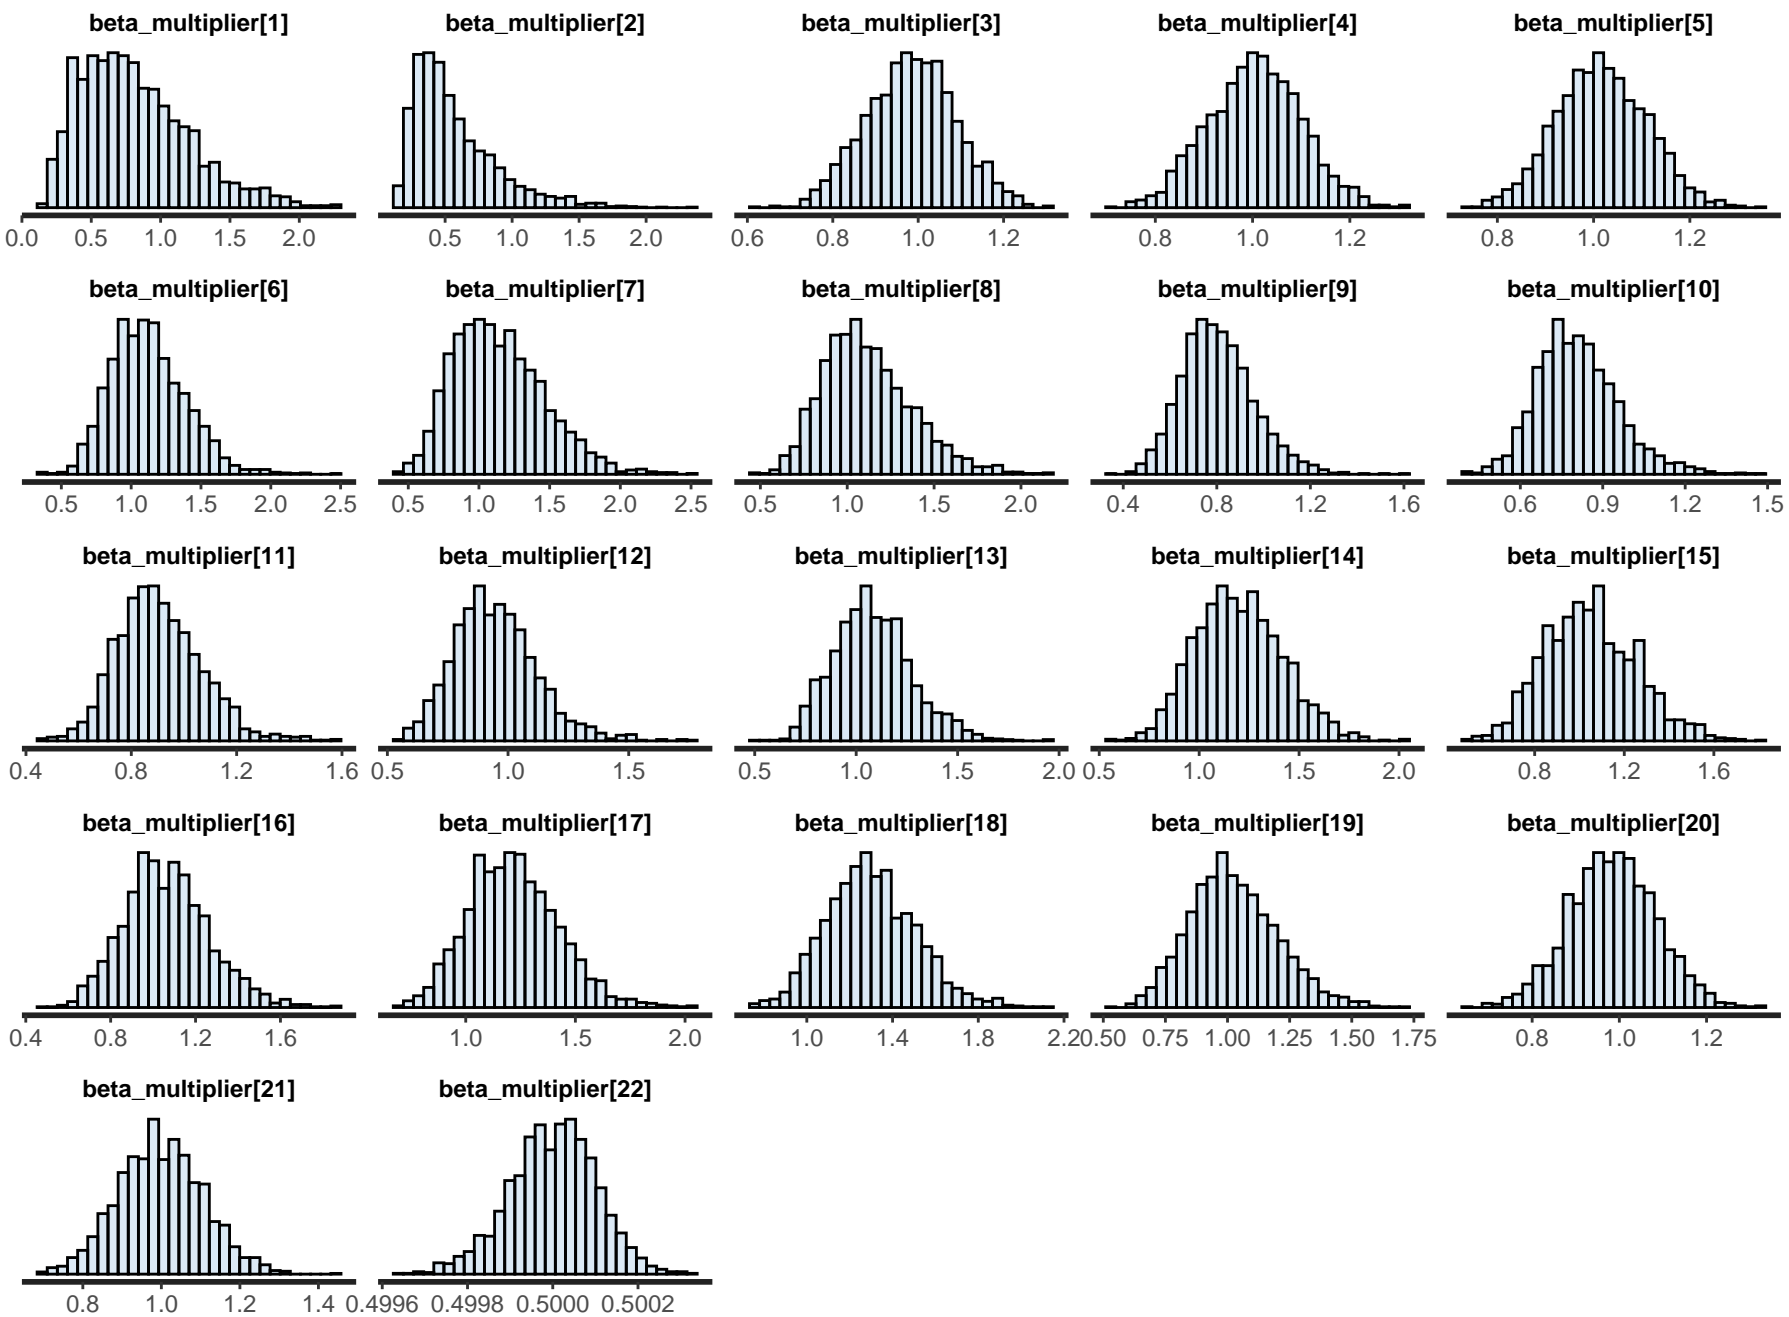 beta_multiplier[1] beta_multiplier[2] beta_multiplier[3] beta_multiplier[4] beta_multiplier[5]
0.0 0.5 1.0 1.5 2.0 0.5 1.0 1.5 2.0 0.6 0.8 1.0 1.2 0.8 1.0 1.2 0.8 1.0 1.2
beta_multiplier[6] beta_multiplier[7] beta_multiplier[8] beta_multiplier[9] beta_multiplier[10]
0.5 1.0 1.5 2.0 2.5 0.5 1.0 1.5 2.0 2.5 0.5 1.0 1.5 2.0 0.4 0.8 1.2 1.6 0.6 0.9 1.2 1.5
beta_multiplier[11] beta_multiplier[12] beta_multiplier[13] beta_multiplier[14] beta_multiplier[15]
0.4 0.8 1.2 1.6 0.5 1.0 1.5 0.5 1.0 1.5 2.0 0.5 1.0 1.5 2.0 0.8 1.2 1.6
beta_multiplier[16] beta_multiplier[17] beta_multiplier[18] beta_multiplier[19] beta_multiplier[20]
0.4 0.8 1.2 1.6 1.0 1.5 2.0 1.0 1.4 1.8 2.2 0.50 0.75 1.00 1.25 1.50 1.75 0.8 1.0 1.2
beta_multiplier[21] beta_multiplier[22]
0.8 1.0 1.2 1.4 0.4996 0.4998 0.5000 0.5002